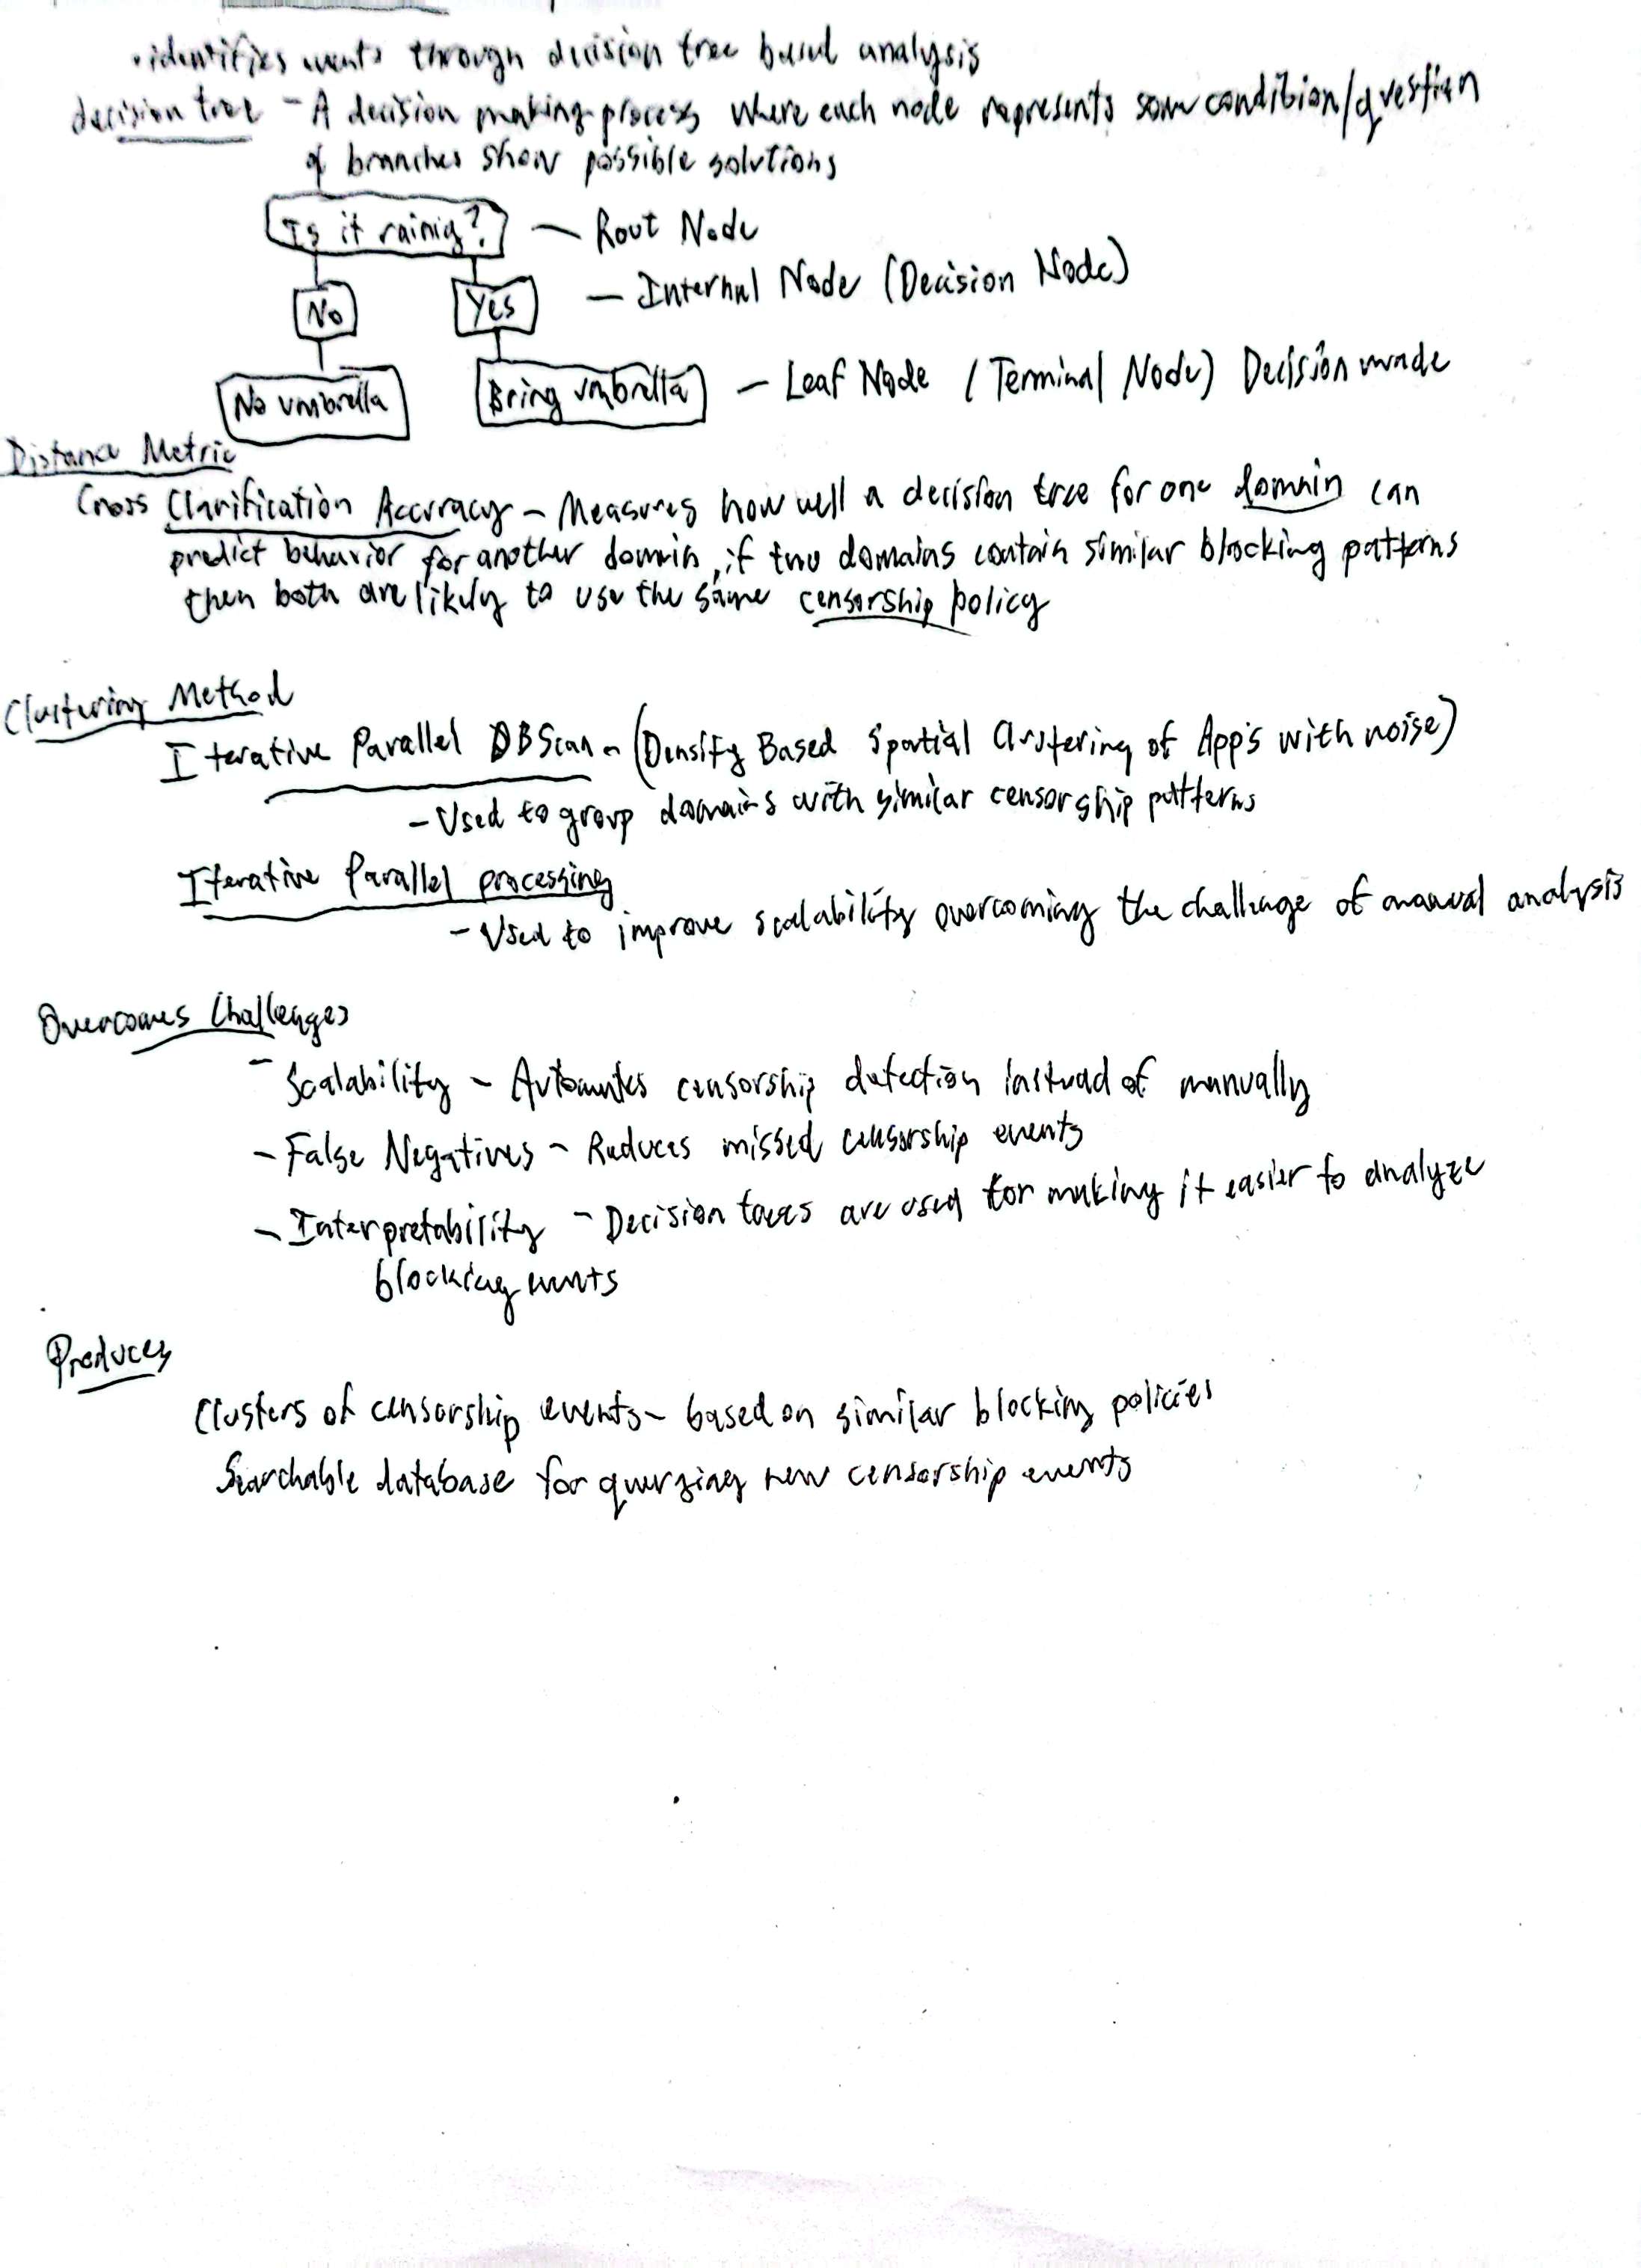 • identifies events through decision tree based analysis
decision tree - A decision making process where each node represents some condition/question
& branches show possible solutions
Is it rainig? — Rout Node
No Yes — Internal Node (Decision Node)
No umbrella Bring umbrella — Leaf Node (Terminal Node) Decision made
Distance Metric
Cross Clarification Accuracy - Measures how well a decision tree for one domain can
predict behavior for another domain, if two domains contain similar blocking patterns
then both are likely to use the same censorship policy
Clustering Method
Iterative Parallel DBScan - (Density Based Spatial Clustering of App's with noise)
- Used to group domains with similar censorship patterns
Iterative Parallel processing
- Used to improve scalability overcoming the challenge of manual analysis
Overcomes Challenges
- Scalability - Automates censorship detection instead of manually
- False Negatives - Reduces missed censorship events
- Interpretability - Decision trees are used for making it easier to analyze
blocking events
Produces
Clusters of censorship events - based on similar blocking policies
Searchable database for querying new censorship events